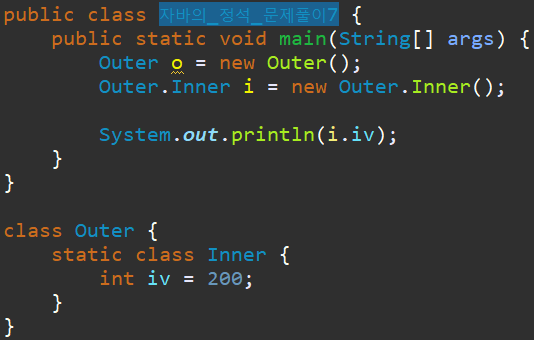 public class 자바의_정석_문제풀이7 {
    public static void main(String[] args) {
        Outer o = new Outer();
        Outer.Inner i = new Outer.Inner();

        System.out.println(i.iv);
    }
}

class Outer {
    static class Inner {
        int iv = 200;
    }
}